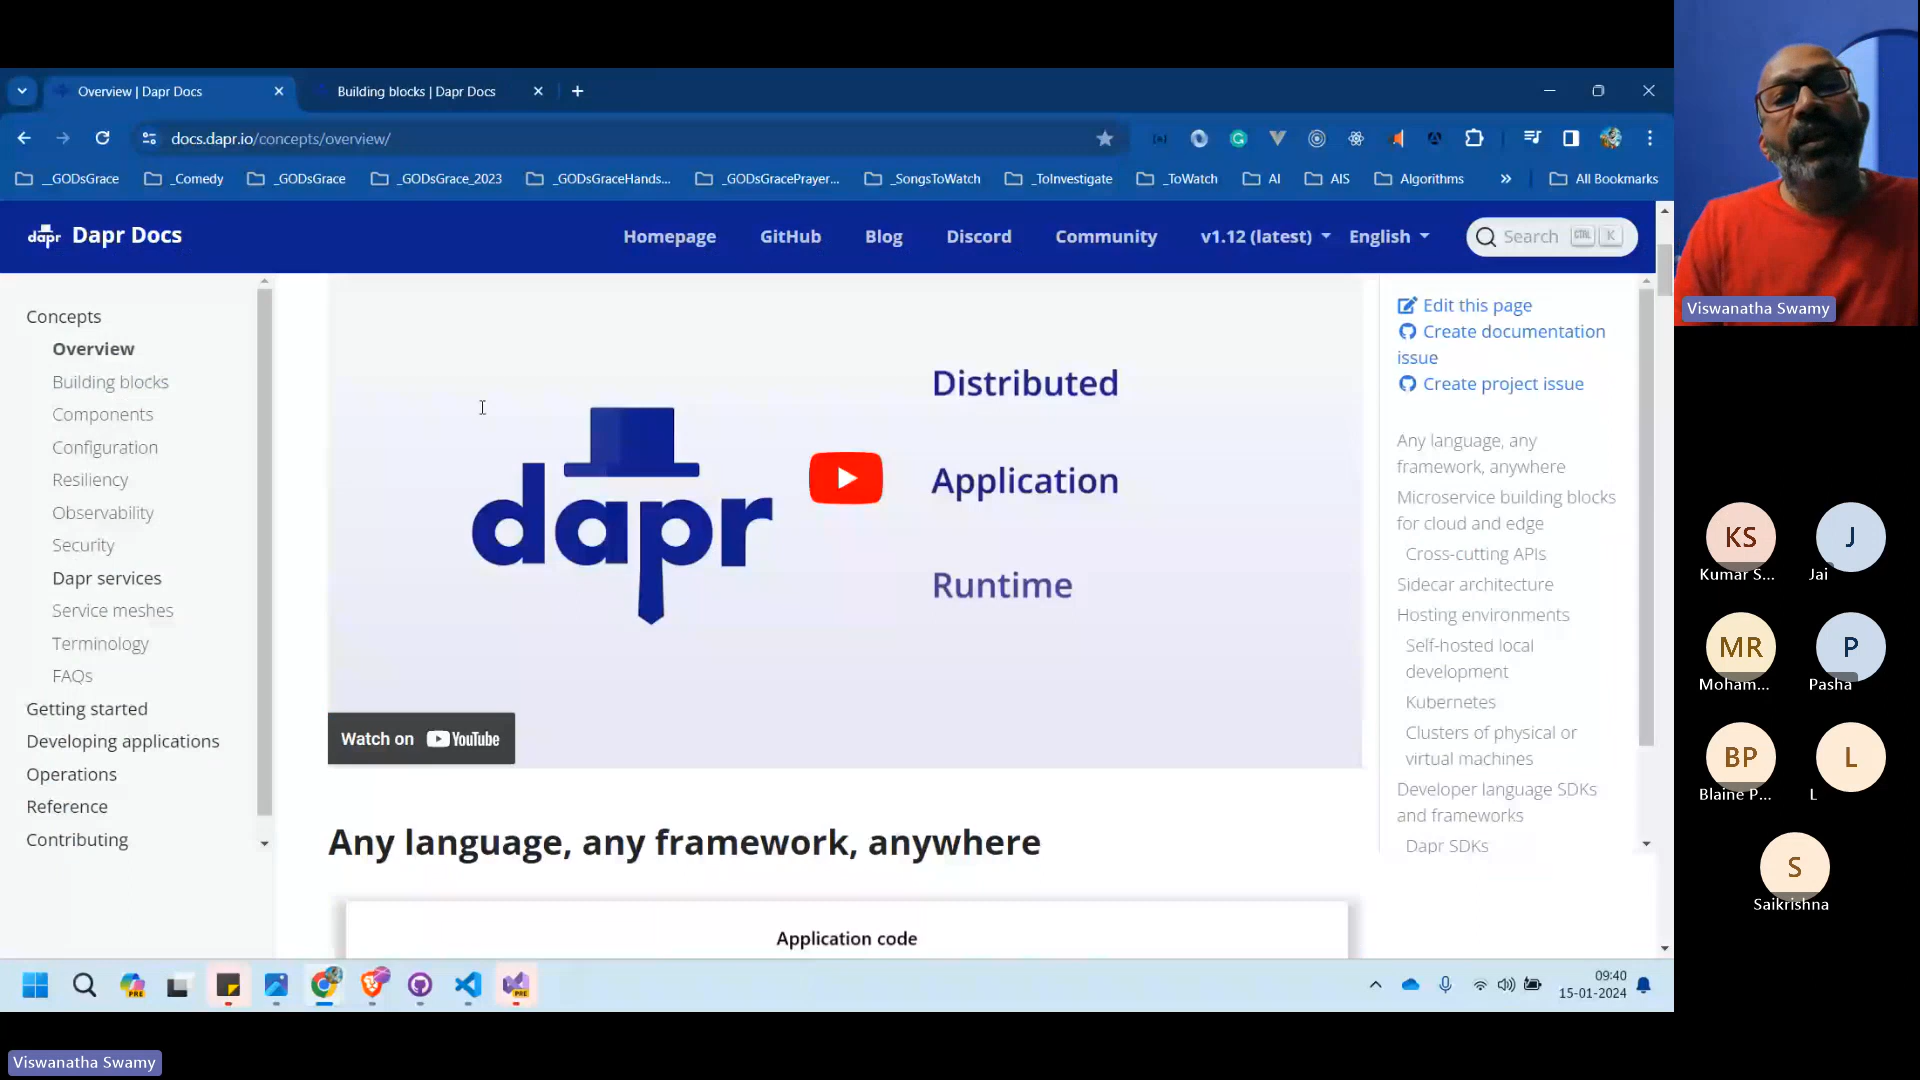 Overview | Dapr Docs
Building blocks | Dapr Docs
docs.dapr.io/concepts/overview/
__GODsGrace
_Comedy
_GODsGrace
_GODsGrace_2023
_GODsGraceHands...
_GODsGracePrayer...
_SongsToWatch
_ToInvestigate
_ToWatch
AI
AIS
Algorithms
»
All Bookmarks
dapr
Dapr Docs
Homepage
GitHub
Blog
Discord
Community
v1.12 (latest)
English
Search
CTRL
K
Concepts
Overview
Building blocks
Components
Configuration
Resiliency
Observability
Security
Dapr services
Service meshes
Terminology
FAQs
Getting started
Developing applications
Operations
Reference
Contributing
dapr
Distributed
Application
Runtime
Watch on YouTube
Any language, any framework, anywhere
Application code
Edit this page
Create documentation
issue
Create project issue
Any language, any
framework, anywhere
Microservice building blocks
for cloud and edge
Cross-cutting APIs
Sidecar architecture
Hosting environments
Self-hosted local
development
Kubernetes
Clusters of physical or
virtual machines
Developer language SDKs
and frameworks
Dapr SDKs
PRE
PRE
09:40
15-01-2024
Viswanatha Swamy
KS
Kumar S...
J
Jai
MR
Moham...
P
Pasha
BP
Blaine P...
L
L
S
Saikrishna
Viswanatha Swamy